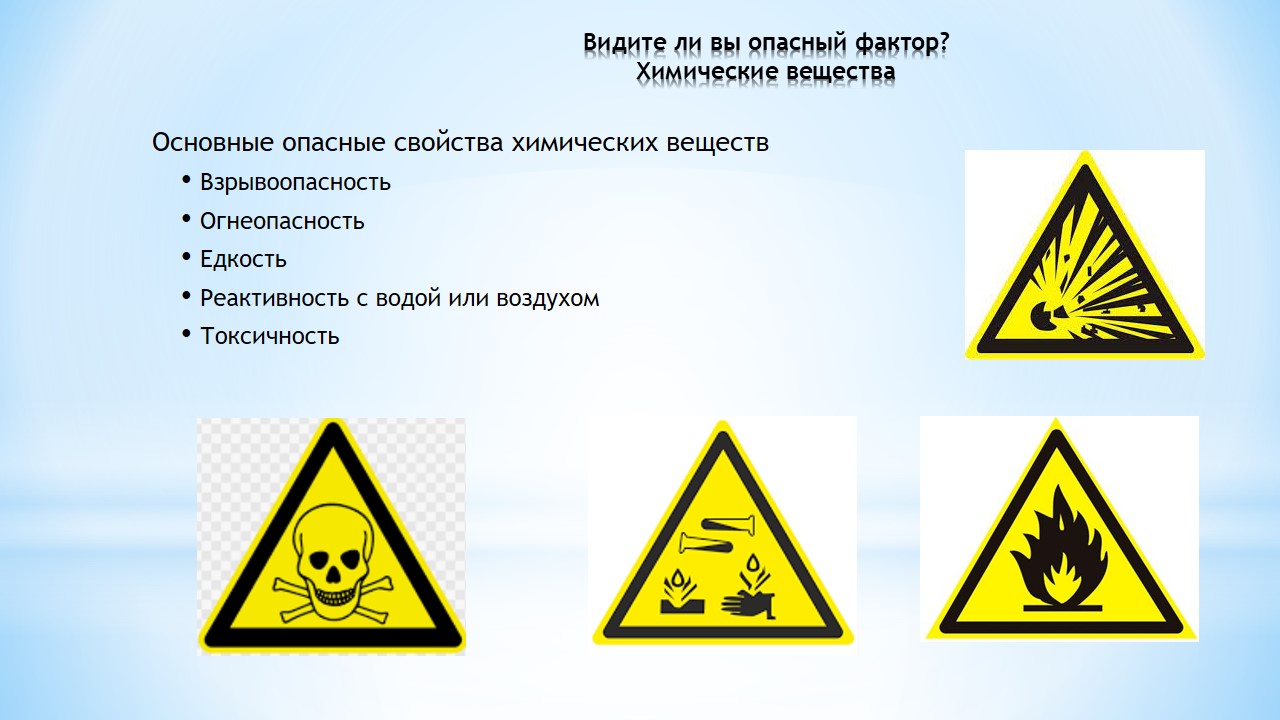 Видите ли вы опасный фактор?
Химические вещества
Основные опасные свойства химических веществ
• Взрывоопасность
• Огнеопасность
• Едкость
• Реактивность с водой или воздухом
• Токсичность